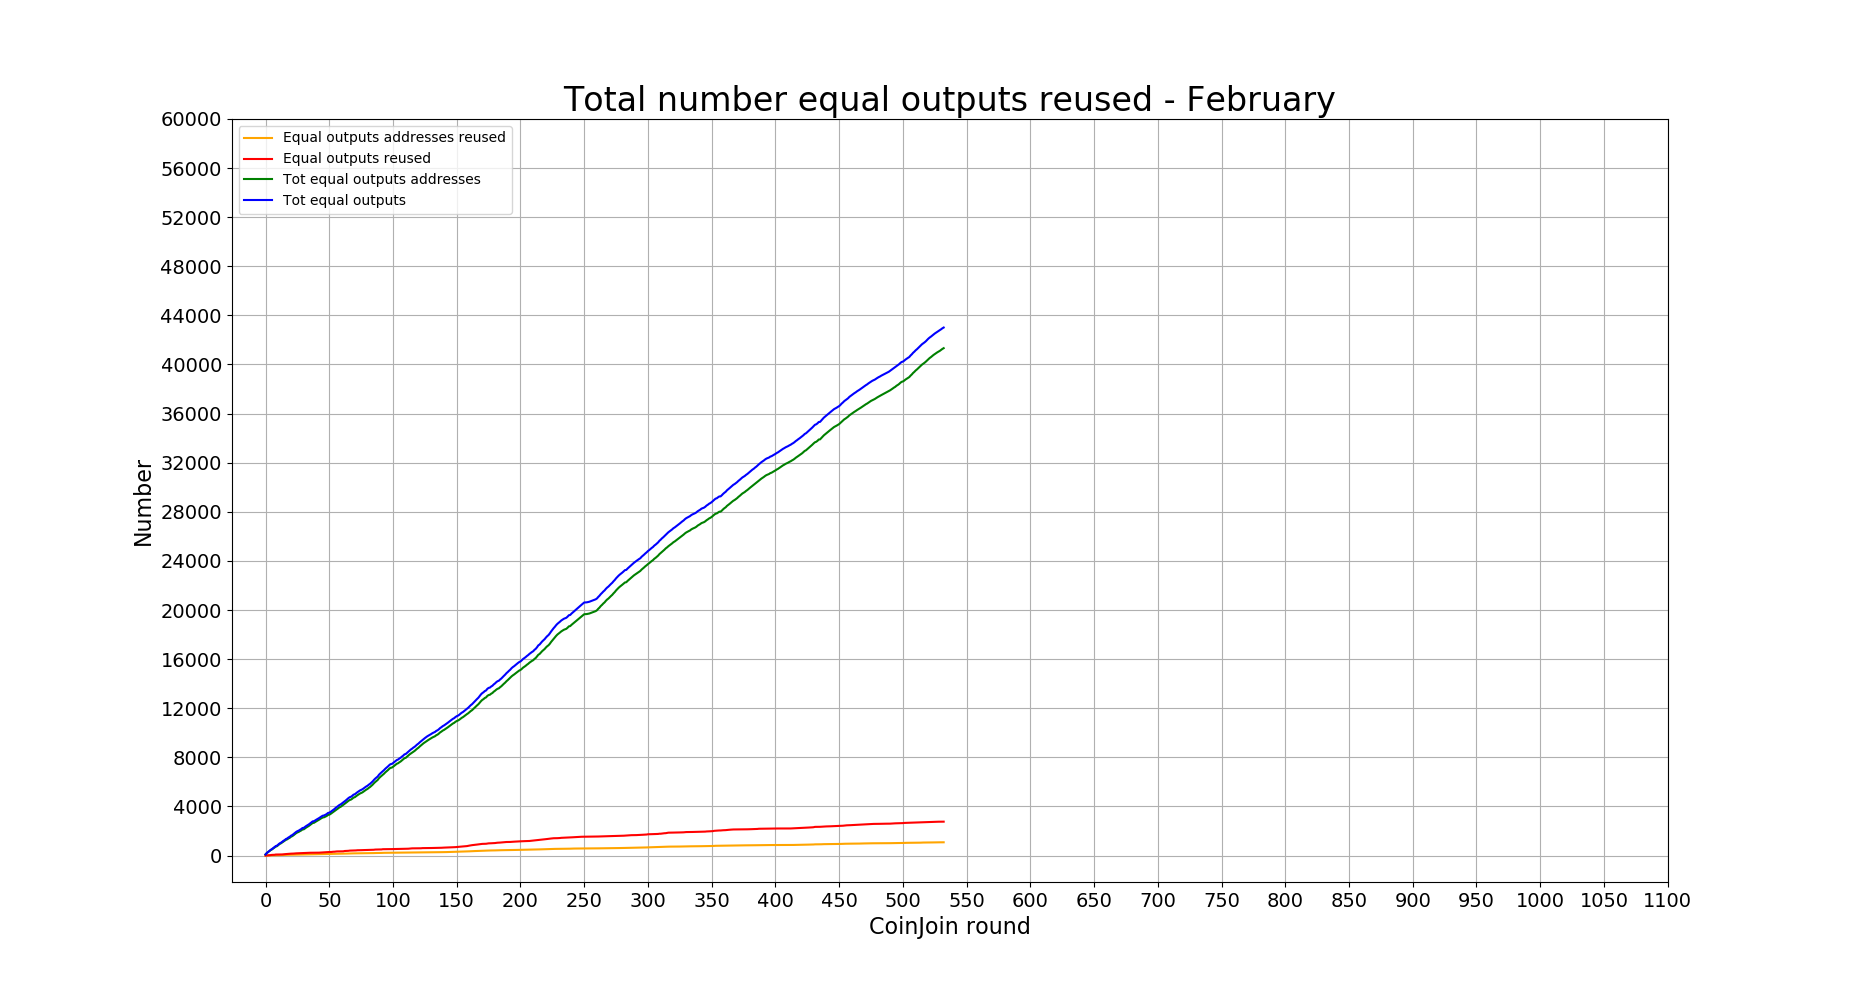 Total number equal outputs reused - February
60000
56000
52000
48000
44000
40000
36000
32000
28000
24000
20000
16000
12000
8000
4000
0
Number
Equal outputs addresses reused
Equal outputs reused
Tot equal outputs addresses
Tot equal outputs
0 50 100 150 200 250 300 350 400 450 500 550 600 650 700 750 800 850 900 950 1000 1050 1100
CoinJoin round